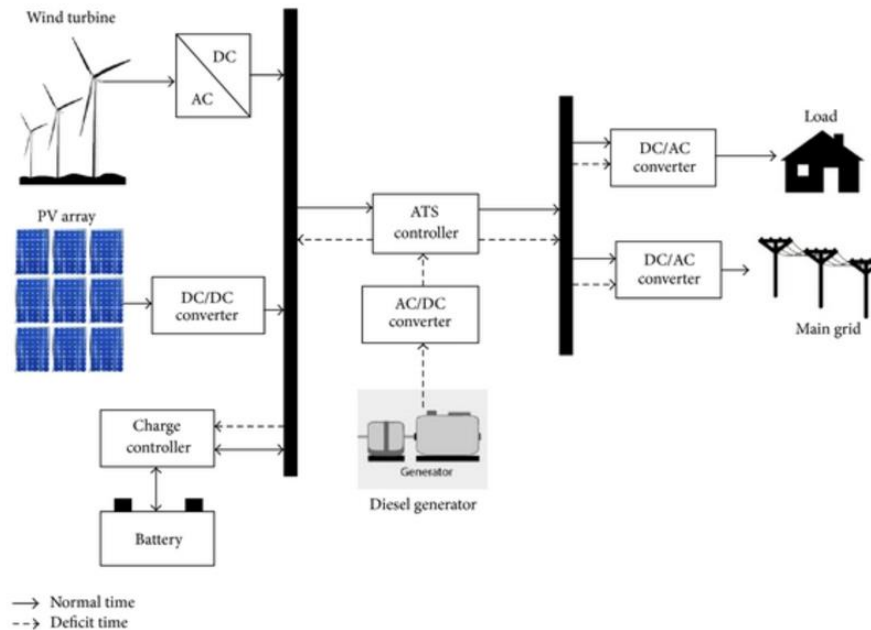 Wind turbine
DC
AC
PV array
DC/DC
converter
Charge
controller
Battery
ATS
controller
AC/DC
converter
Generator
Diesel generator
DC/AC
converter
Load
DC/AC
converter
Main grid
Normal time
Deficit time